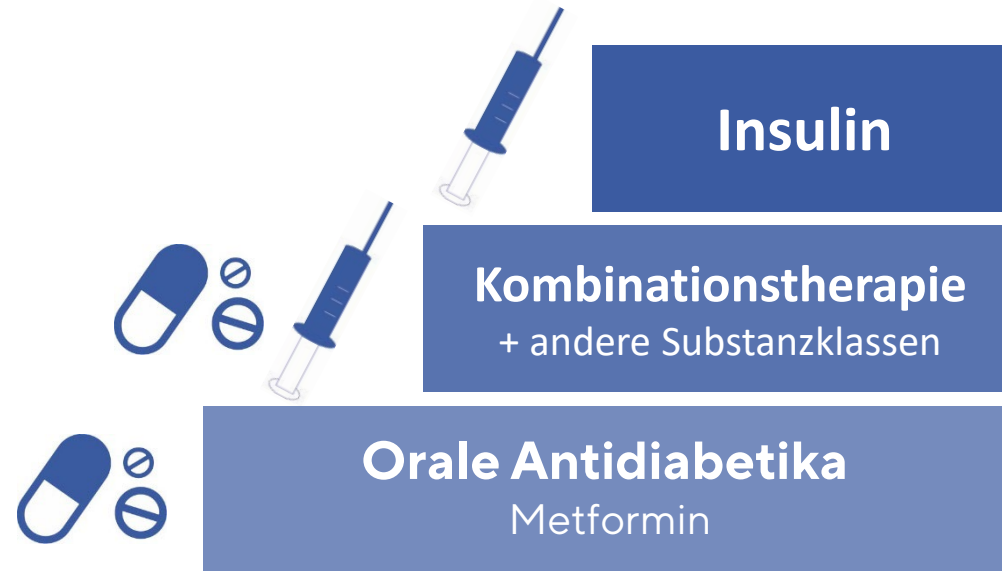 Insulin
Kombinationstherapie
+ andere Substanzklassen
Orale Antidiabetika
Metformin